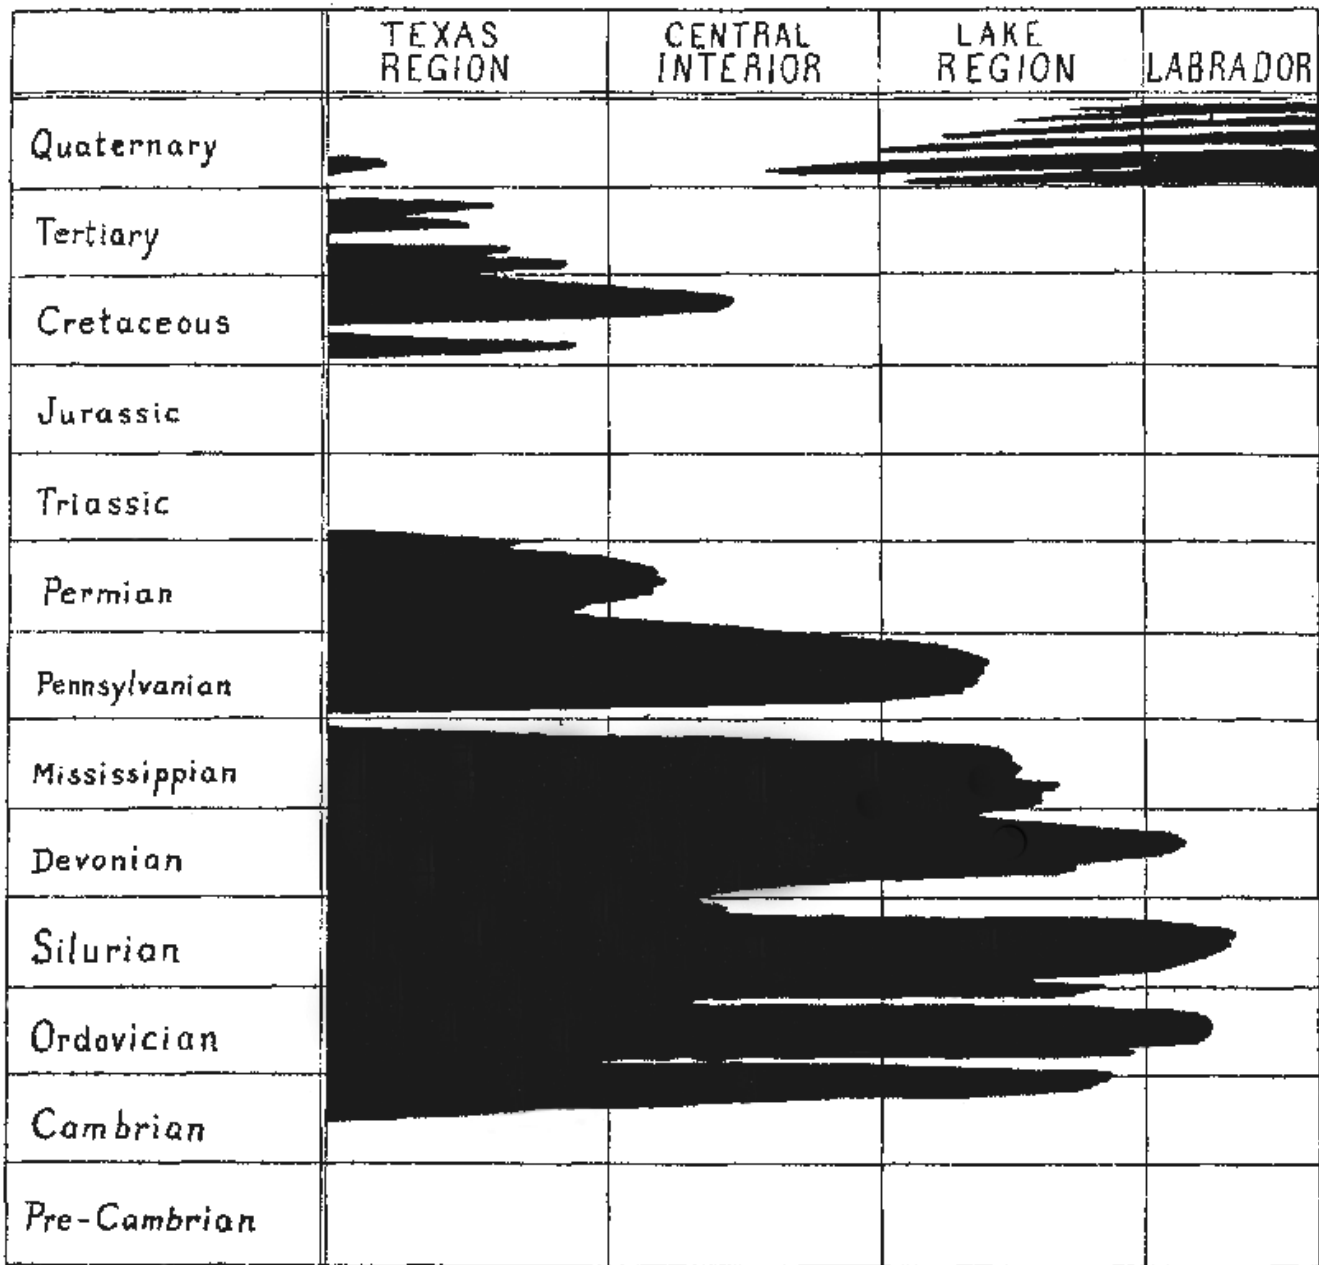 TEXAS
REGION
CENTRAL
INTERIOR
LAKE
REGION
LABRADOR
Quaternary
Tertiary
Cretaceous
Jurassic
Triassic
Permian
Pennsylvanian
Mississippian
Devonian
Silurian
Ordovician
Cambrian
Pre-Cambrian